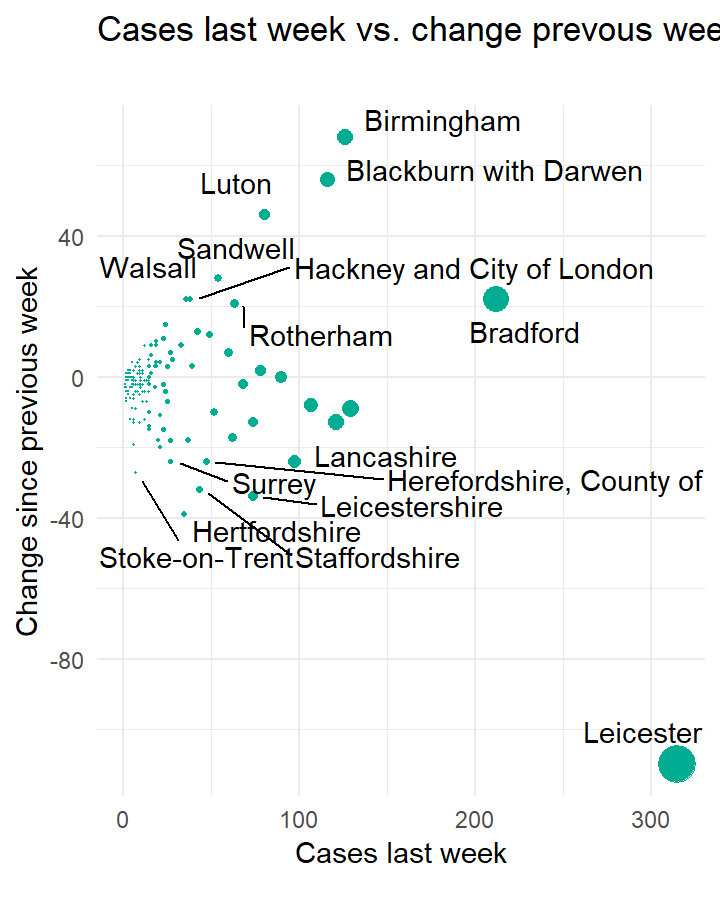 Cases last week vs. change prevous wee
Birmingham
Blackburn with Darwen
Luton
40
Sandwell
Walsall
Hackney and City of London
Bradford
Rotherham
0
Change since previous week
Lancashire
Herefordshire, County of
Surrey
Leicestershire
-40
Hertfordshire
Stoke-on-Trent
Staffordshire
-80
Leicester
0 100 200 300
Cases last week